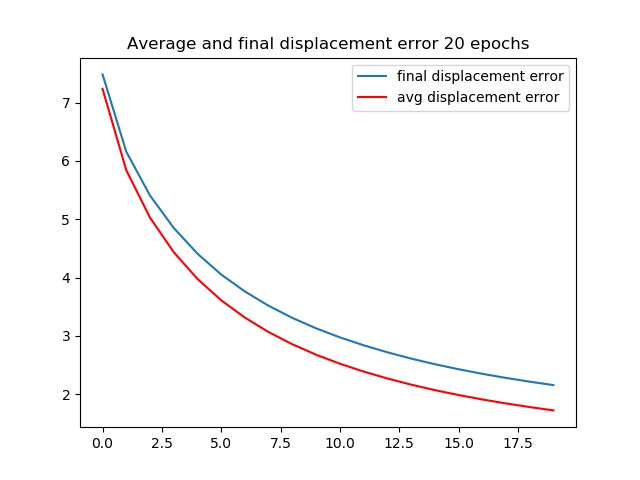 Average and final displacement error 20 epochs
final displacement error
avg displacement error
7
6
5
4
3
2
0.0 2.5 5.0 7.5 10.0 12.5 15.0 17.5